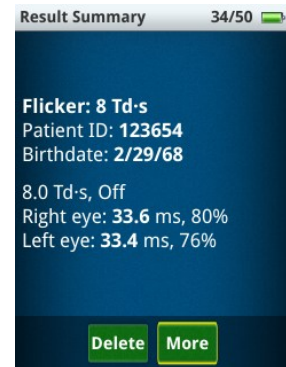 Result Summary 34/50
Flicker: 8 Td·s
Patient ID: 123654
Birthdate: 2/29/68
8.0 Td·s, Off
Right eye: 33.6 ms, 80%
Left eye: 33.4 ms, 76%
Delete More